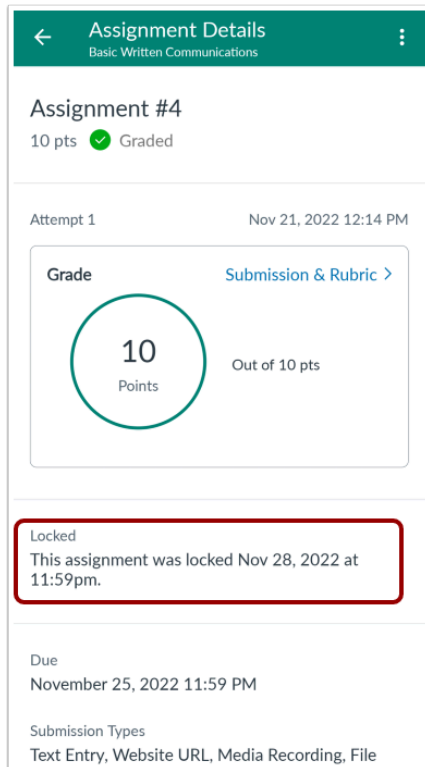 Assignment Details
Basic Written Communications
Assignment #4
10 pts Graded
Attempt 1 Nov 21, 2022 12:14 PM
Grade Submission & Rubric >
10
Points
Out of 10 pts
Locked
This assignment was locked Nov 28, 2022 at
11:59pm.
Due
November 25, 2022 11:59 PM
Submission Types
Text Entry, Website URL, Media Recording, File